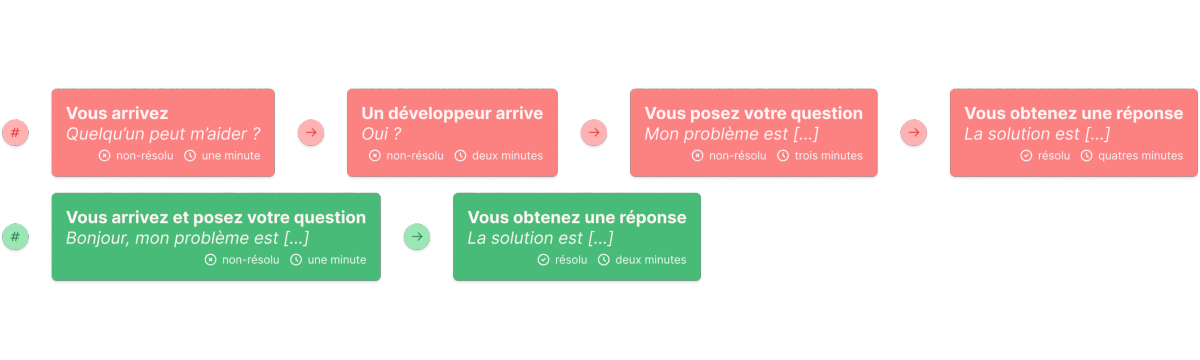 #
Vous arrivez
Quelqu'un peut m'aider ?
non-résolu une minute
→
Un développeur arrive
Oui ?
non-résolu deux minutes
→
Vous posez votre question
Mon problème est [...]
non-résolu trois minutes
→
Vous obtenez une réponse
La solution est [...]
résolu quatres minutes
#
Vous arrivez et posez votre question
Bonjour, mon problème est [...]
non-résolu une minute
→
Vous obtenez une réponse
La solution est [...]
résolu deux minutes